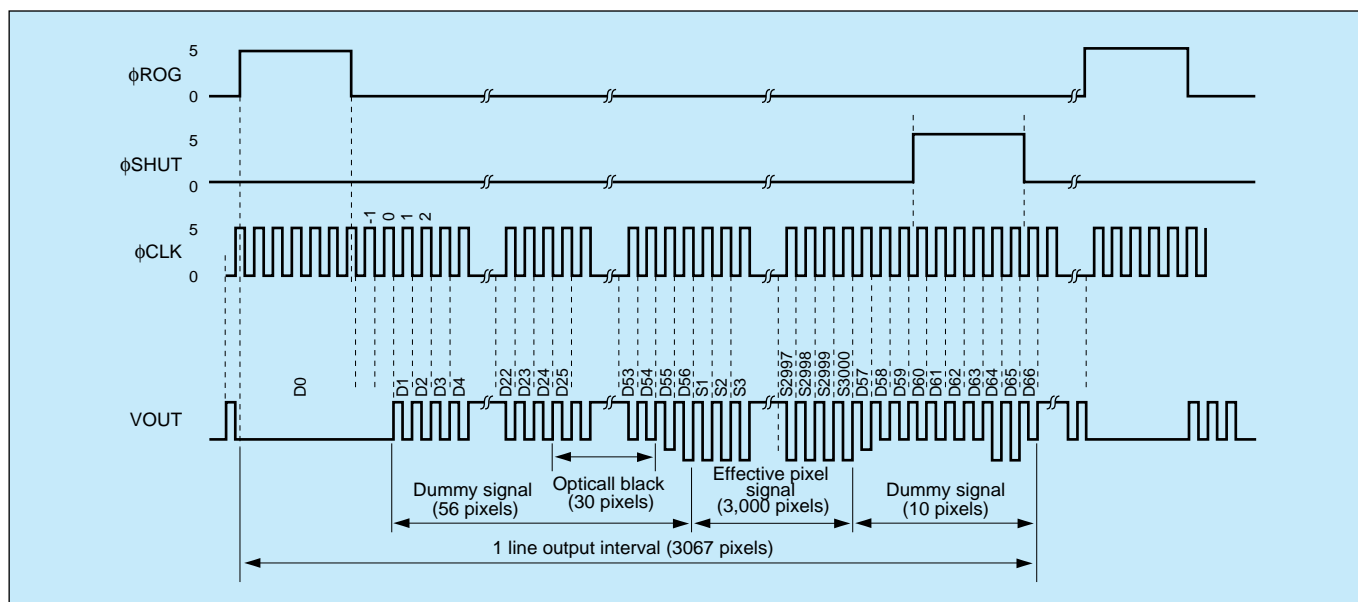 5
φROG
0
5
φSHUT
0
-1 0 1 2
5
φCLK
0
D0 D1 D2 D3 D4 D22 D23 D24 D25 D53 D54 D55 D56 S1 S2 S3 S2997 S2998 S2999 S3000 D57 D58 D59 D60 D61 D62 D63 D64 D65 D66
VOUT
Dummy signal
(56 pixels)
Opticall black
(30 pixels)
Effective pixel
signal
(3,000 pixels)
Dummy signal
(10 pixels)
1 line output interval (3067 pixels)